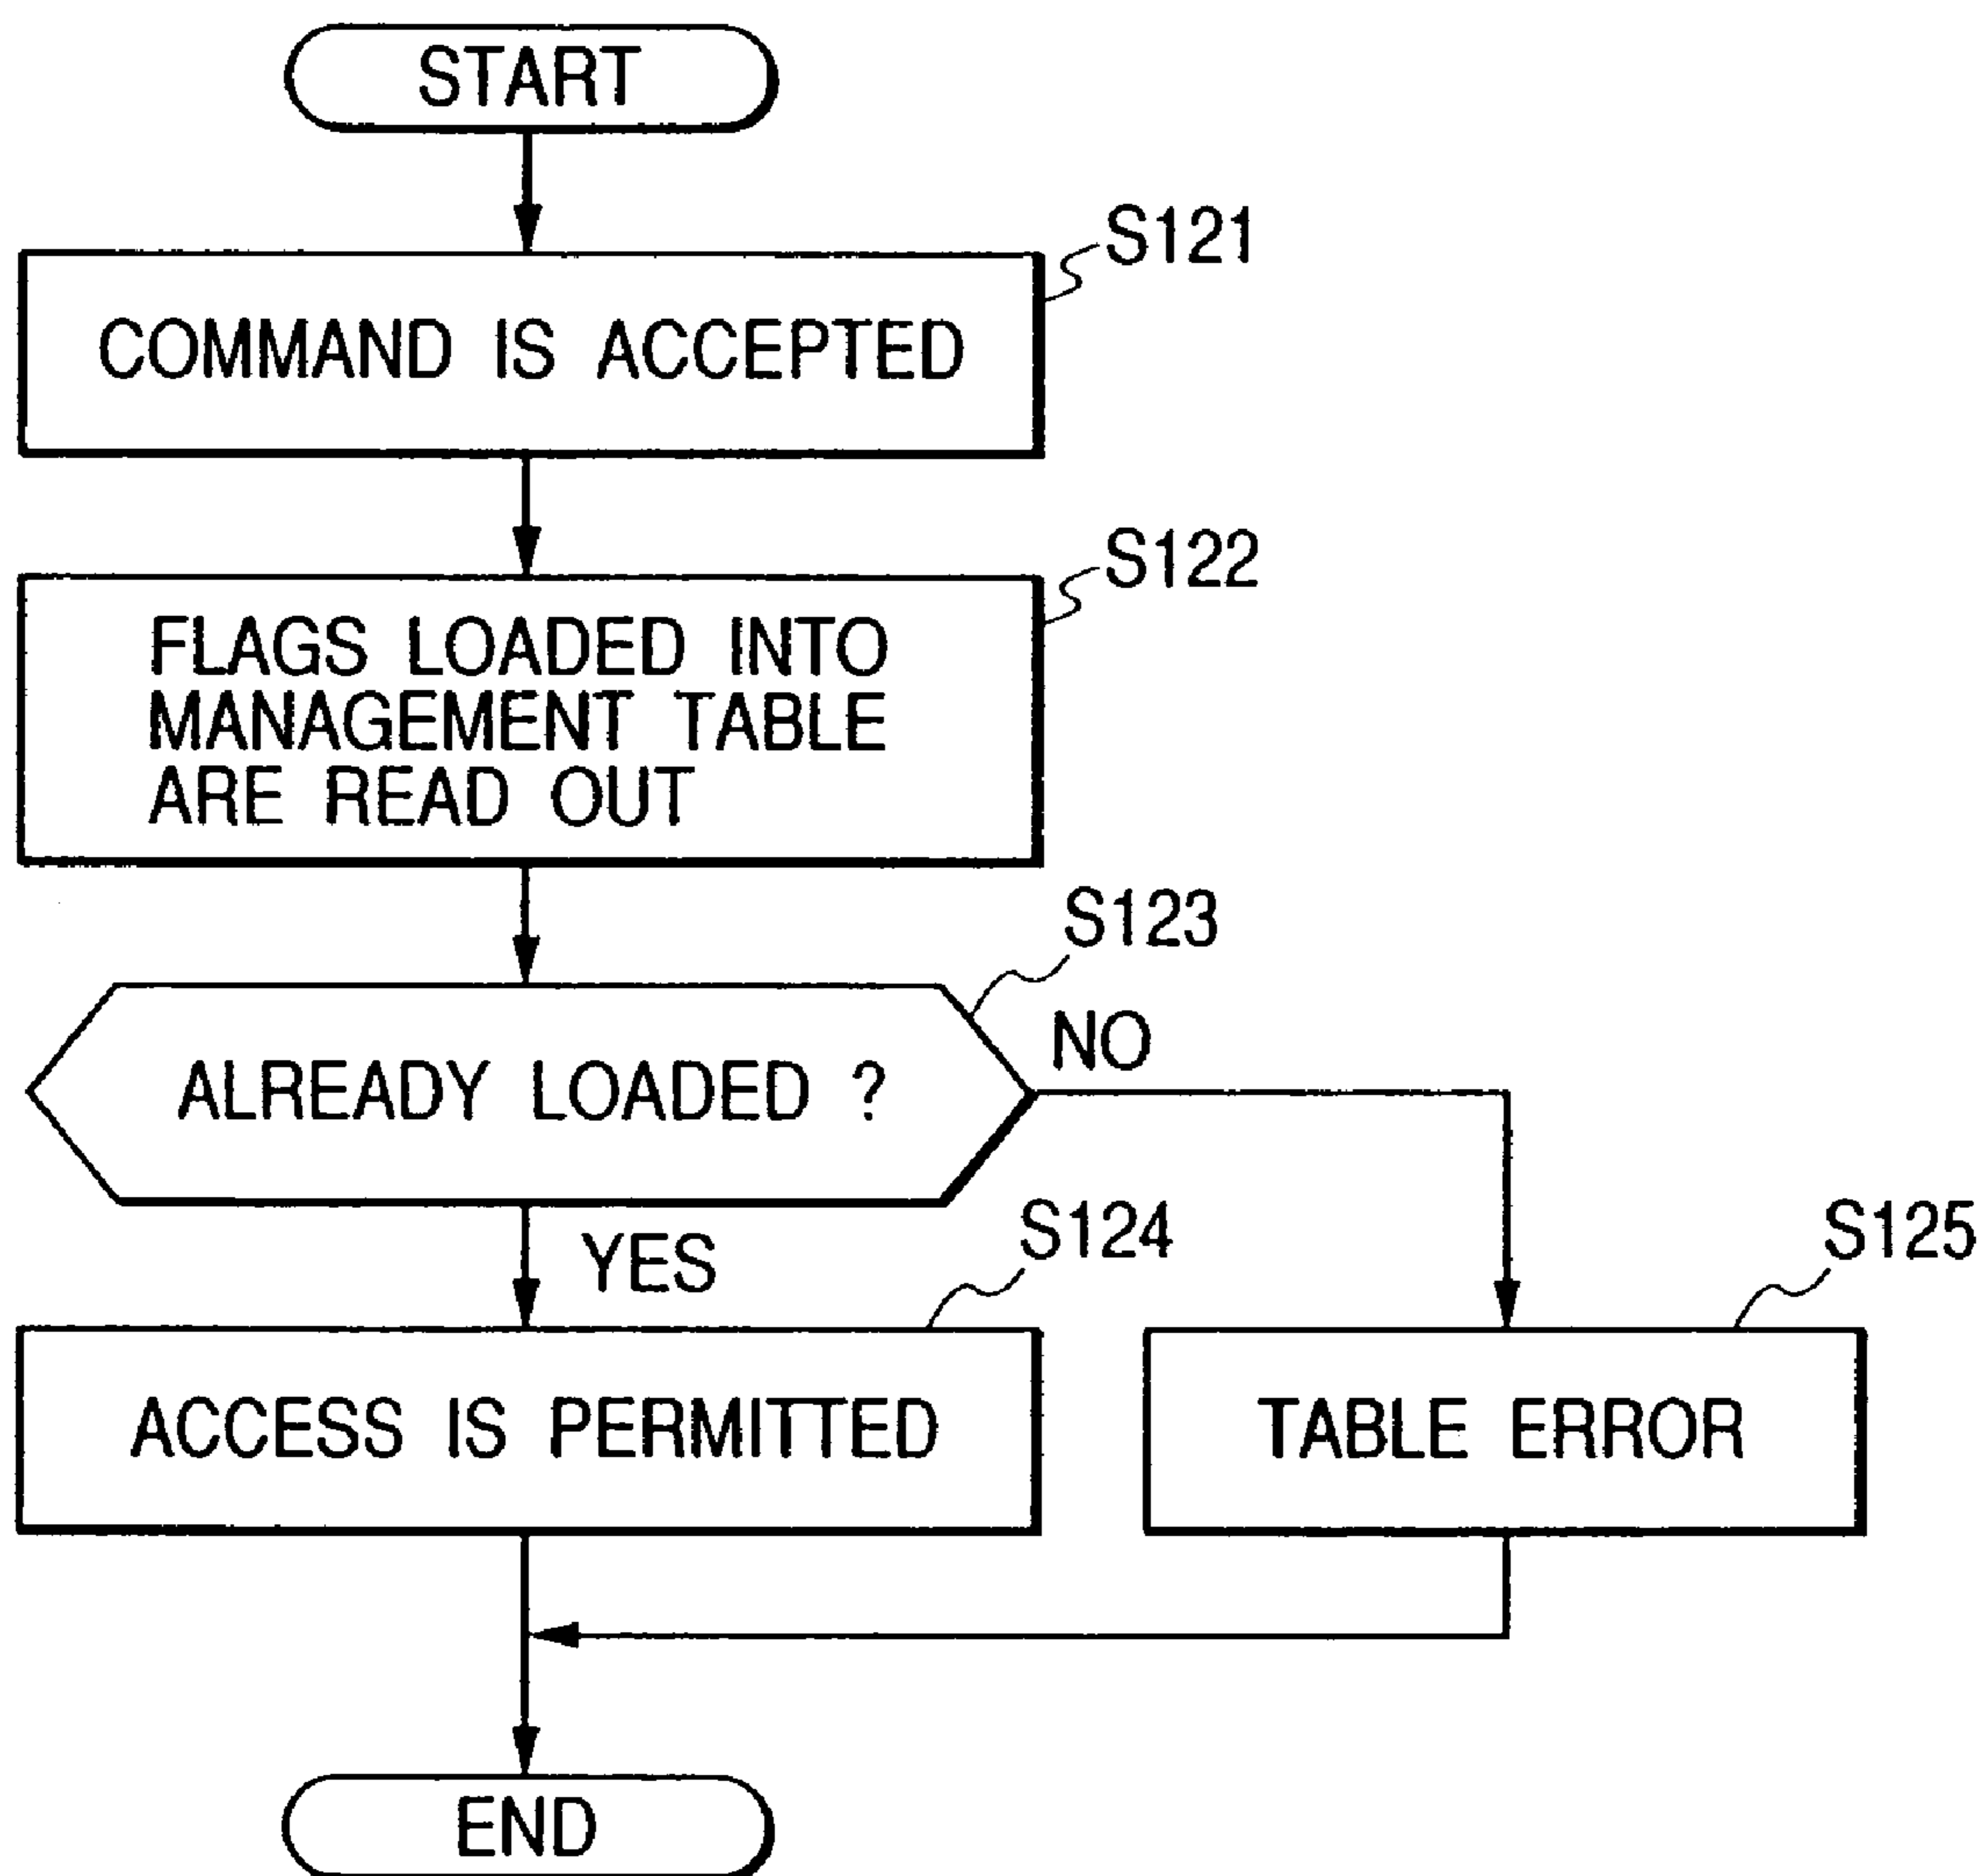 START
S121
COMMAND IS ACCEPTED
S122
FLAGS LOADED INTO
MANAGEMENT TABLE
ARE READ OUT
S123
NO
ALREADY LOADED ?
YES
S124
S125
ACCESS IS PERMITTED
TABLE ERROR
END